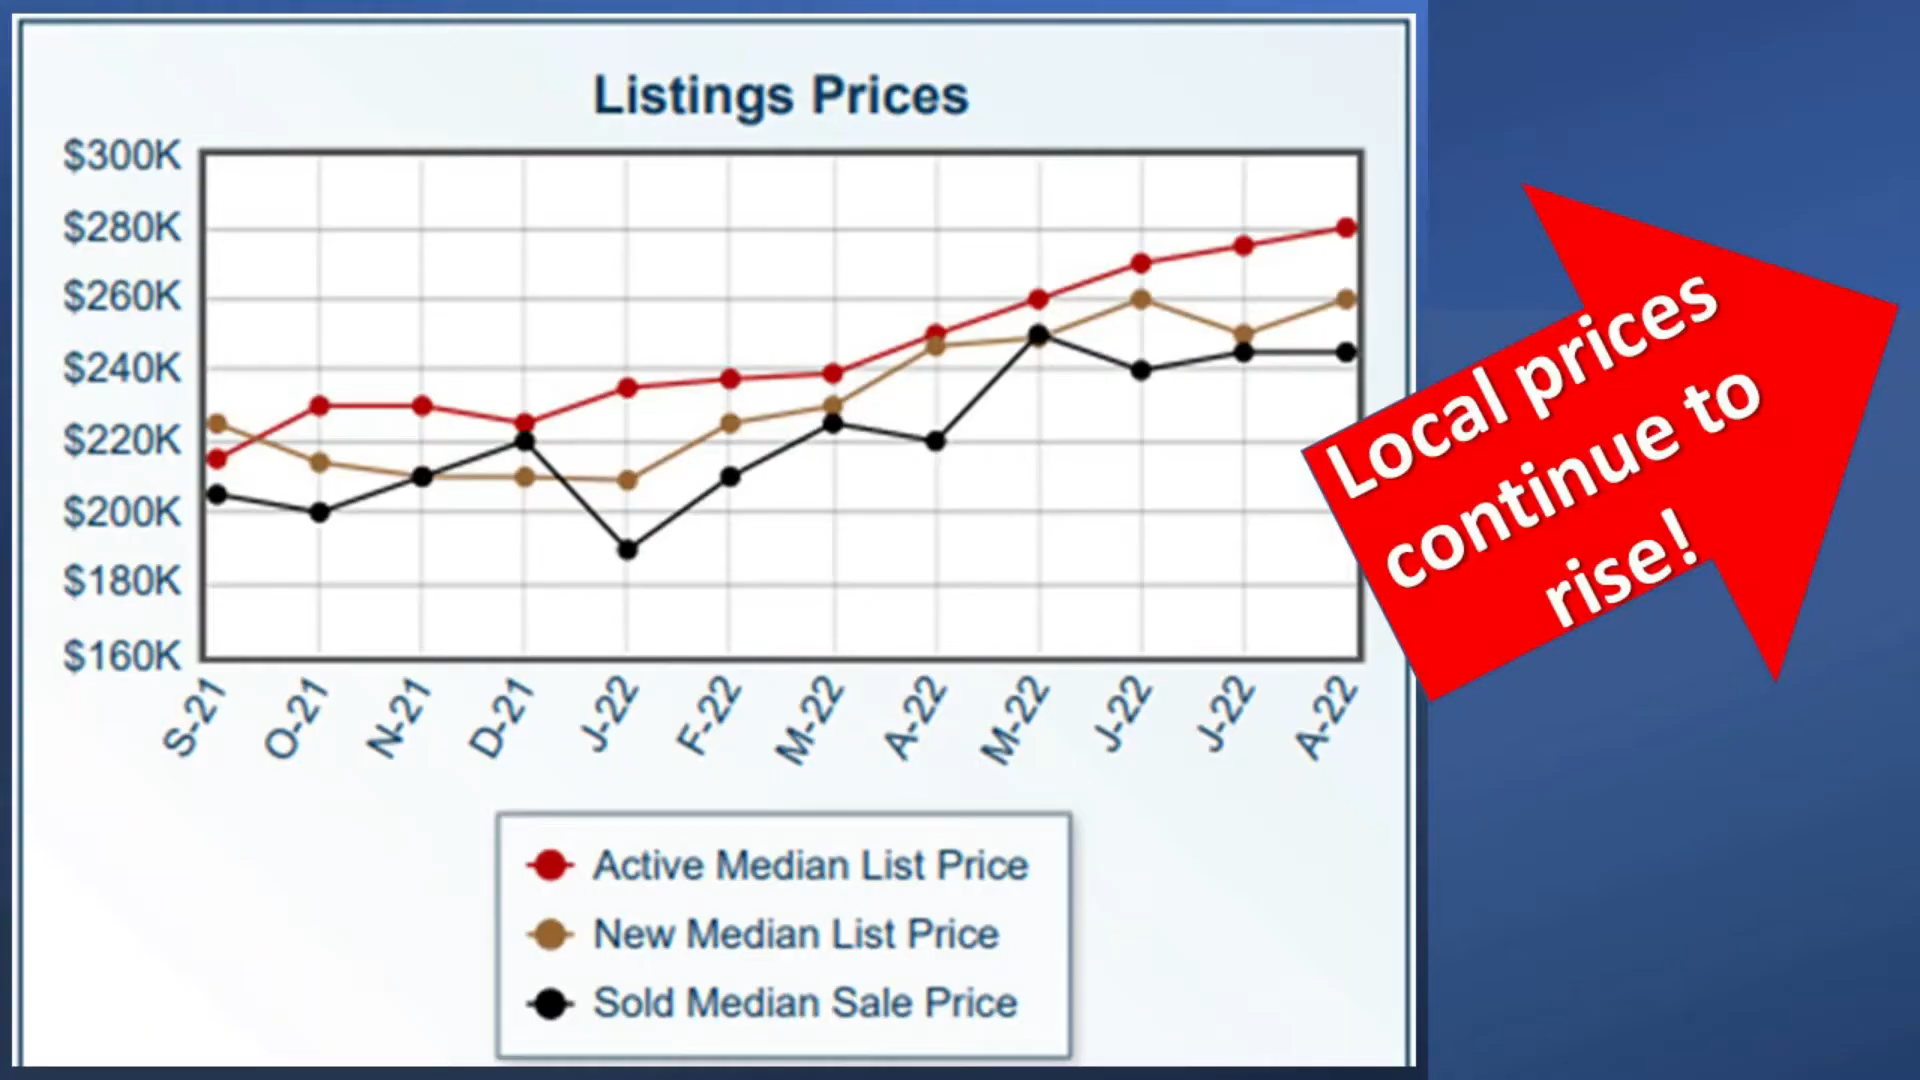 Listings Prices
$300K
$280K
$260K
$240K
$220K
$200K
$180K
$160K
S-21
O-21
N-21
D-21
J-22
F-22
M-22
A-22
M-22
J-22
J-22
A-22
Active Median List Price
New Median List Price
Sold Median Sale Price
Local prices
continue to
rise!